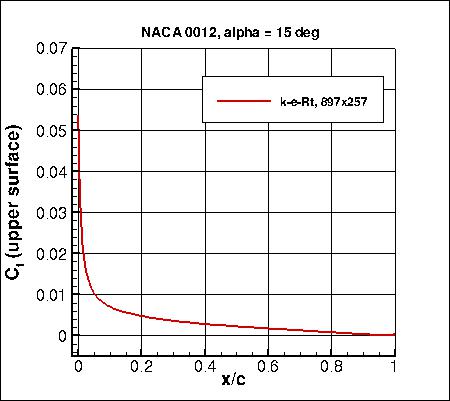 NACA 0012, alpha = 15 deg
k-e-Rt, 897x257
0.07
0.06
0.05
0.04
0.03
0.02
0.01
0
Cf (upper surface)
0 0.2 0.4 0.6 0.8 1
x/c